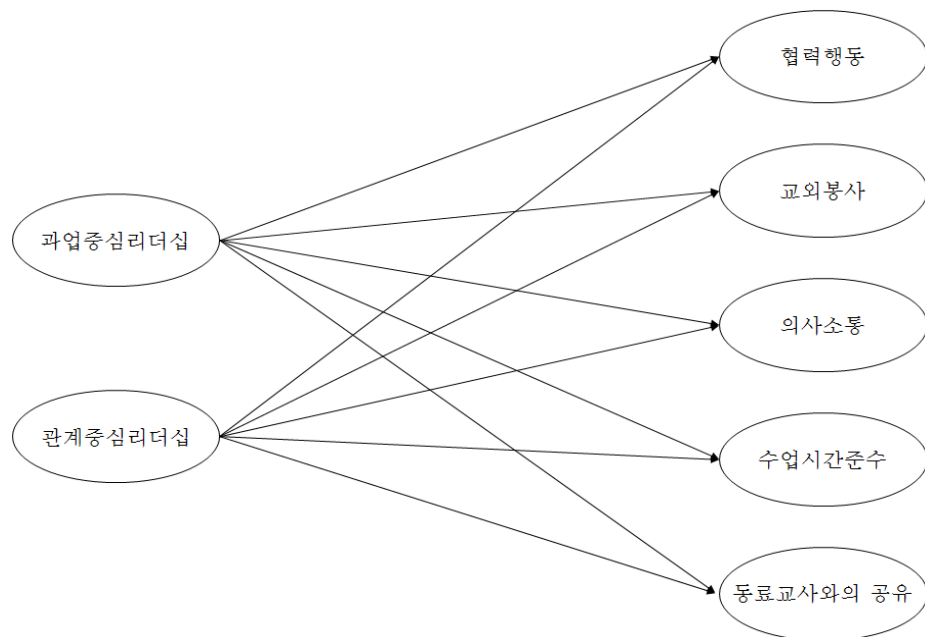 협력행동
교외봉사
과업중심리더십
의사소통
관계중심리더십
수업시간준수
동료교사와의 공유